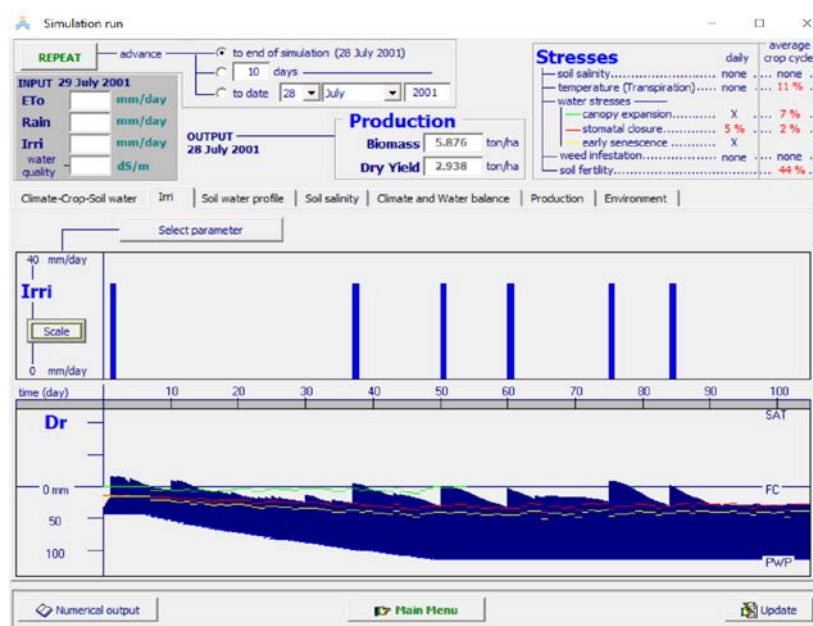 Simulation run
REPEAT
advance
to end of simulation (28 July 2001)
10 days
to date 28 July 2001
INPUT 29 July 2001
ETo mm/day
Rain mm/day
Irri mm/day
water quality dS/m
OUTPUT
28 July 2001
Production
Biomass 5.876 ton/ha
Dry Yield 2.938 ton/ha
Stresses
daily
average
crop cycle
soil salinity none none
temperature (Transpiration) none 11 %
water stresses
canopy expansion X 7 %
stomatal closure 5 % 2 %
early senescence X
weed infestation none none
soil fertlity 44 %
Climate-Crop-Soil water Irri Soil water profile Soil salinity Climate and Water balance Production Environment
Select parameter
40 mm/day
Irri
Scale
0 mm/day
time (day) 10 20 30 40 50 60 70 80 90 100
Dr
SAT
0 mm
FC
50
100
PWP
Numerical output
Main Menu
Update